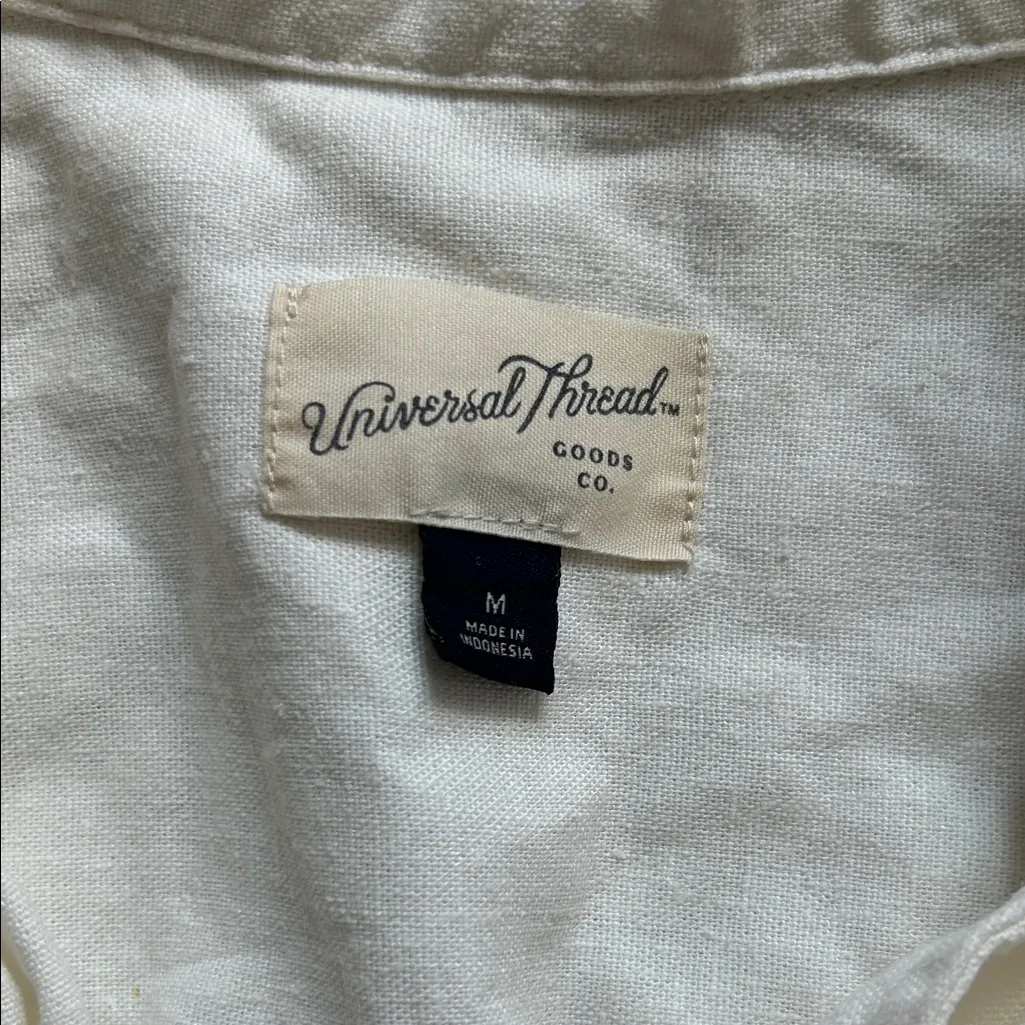 Universal Thread™
GOODS
CO.
M
MADE IN
INDONESIA